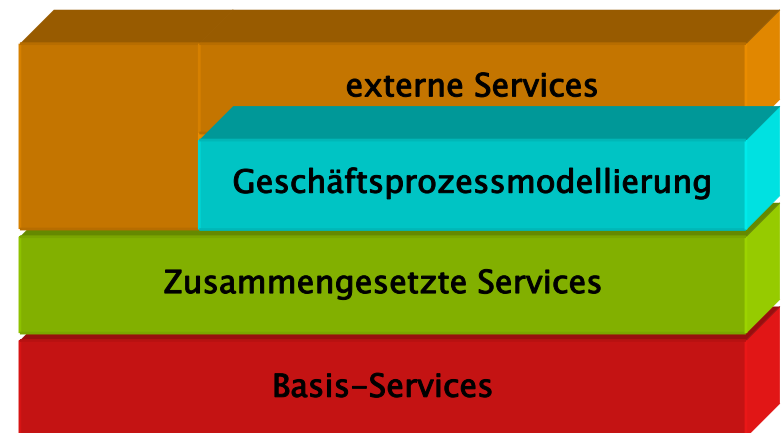 externe Services
Geschäftsprozessmodellierung
Zusammengesetzte Services
Basis-Services